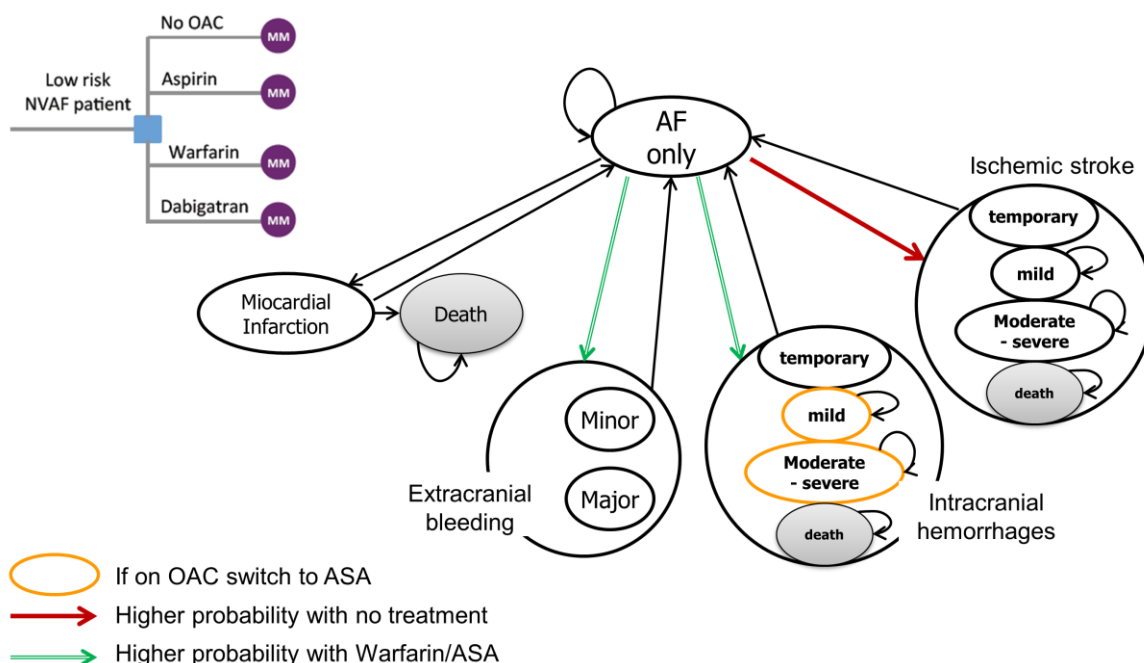 No OAC
MM
Low risk
NVAF patient
Aspirin
MM
Warfarin
MM
Dabigatran
MM
AF
only
Ischemic stroke
temporary
mild
Moderate
- severe
death
Miocardial
Infarction
Death
Extracranial
bleeding
Minor
Major
temporary
mild
Moderate
- severe
death
Intracranial
hemorrhages
If on OAC switch to ASA
Higher probability with no treatment
Higher probability with Warfarin/ASA